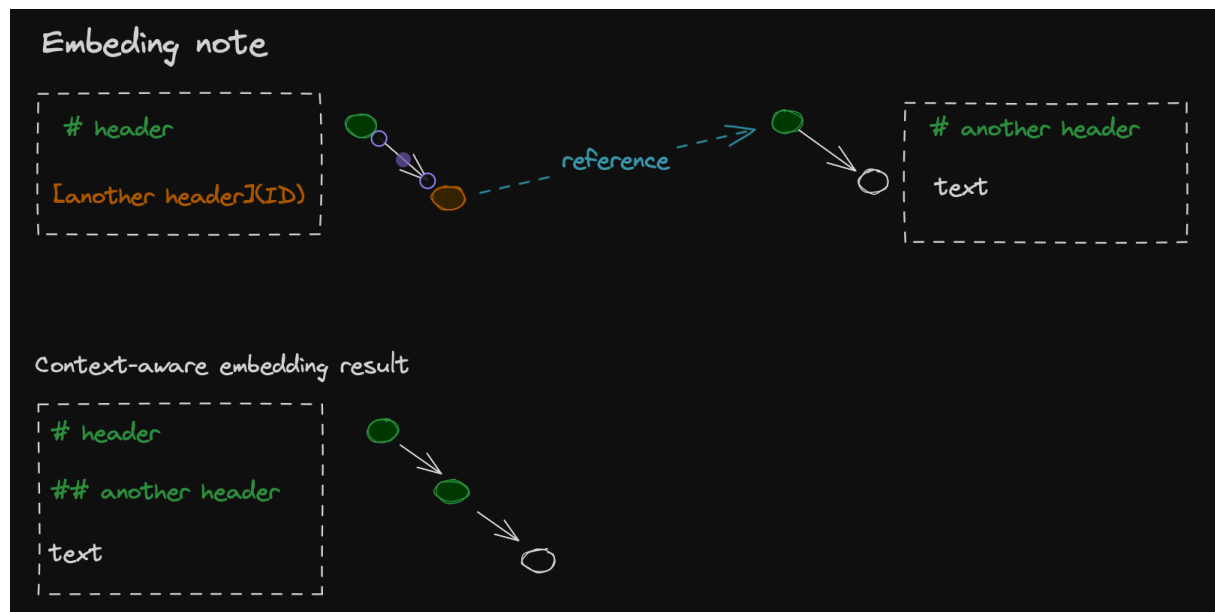 Embeding note
# header
[another header](ID)
reference
# another header
text
Context-aware embedding result
# header
## another header
text